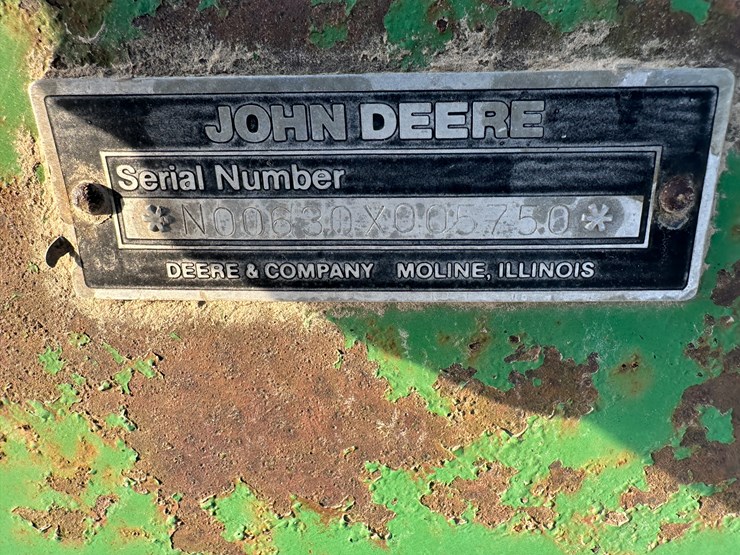 JOHN DEERE
Serial Number
*N00630X005750*
DEERE & COMPANY MOLINE, ILLINOIS